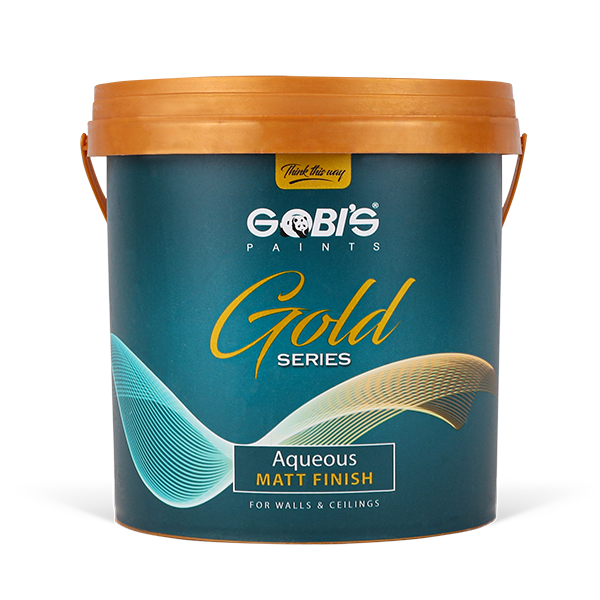 Think this way
GOBI'S®
PAINTS
Gold
SERIES
Aqueous
MATT FINISH
FOR WALLS & CEILINGS